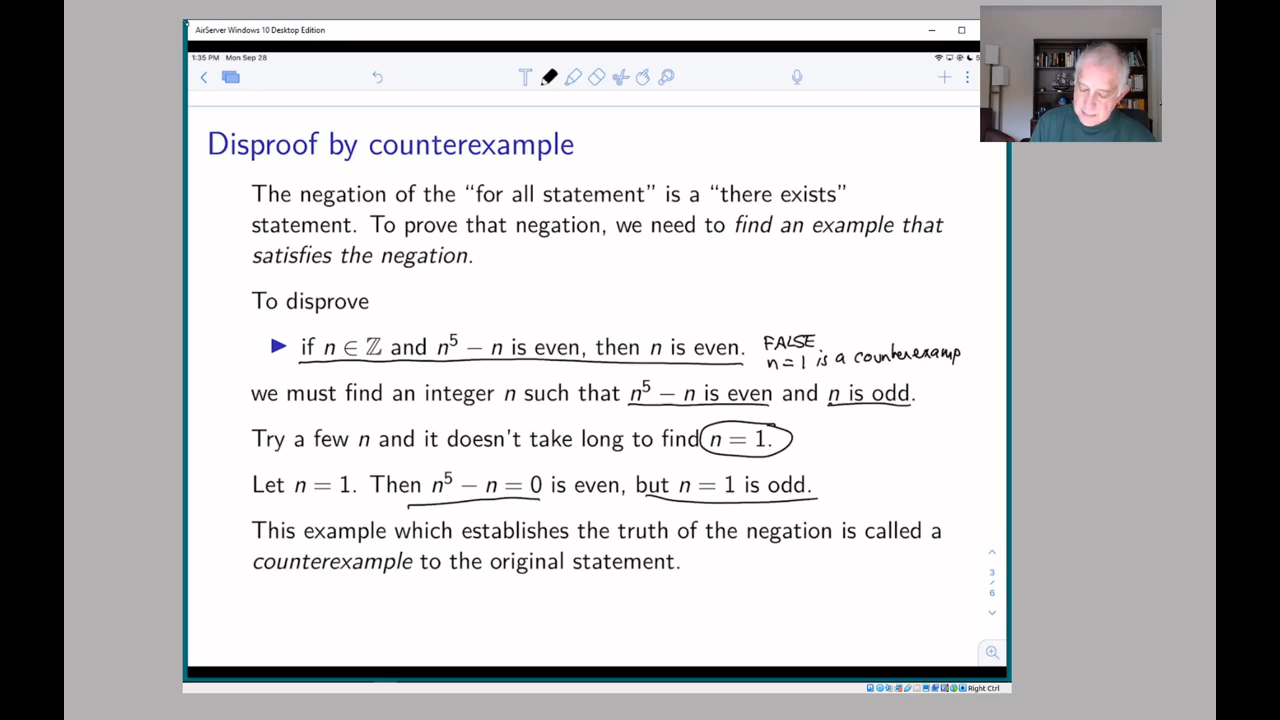 AirServer Windows 10 Desktop Edition
1:35 PM Mon Sep 28
Disproof by counterexample
The negation of the “for all statement” is a “there exists”
statement. To prove that negation, we need to find an example that
satisfies the negation.
To disprove
▶ if n ∈ ℤ and n⁵ − n is even, then n is even. FALSE
n=1 is a counterexamp
we must find an integer n such that n⁵ − n is even and n is odd.
Try a few n and it doesn't take long to find n = 1.
Let n = 1. Then n⁵ − n = 0 is even, but n = 1 is odd.
This example which establishes the truth of the negation is called a
counterexample to the original statement.
3
/
6
Right Ctrl